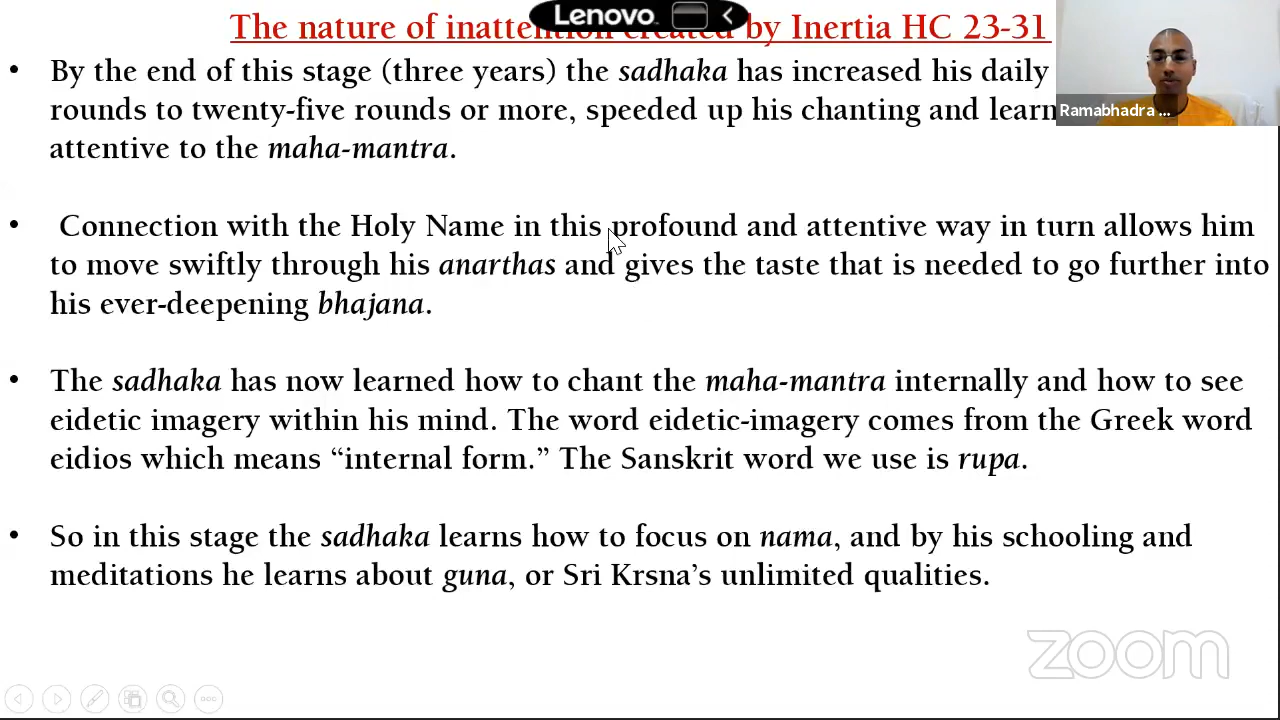 The nature of inattention created by Inertia HC 23-31
Lenovo
Ramabhadra ...
• By the end of this stage (three years) the sadhaka has increased his daily
rounds to twenty-five rounds or more, speeded up his chanting and learn
attentive to the maha-mantra.
• Connection with the Holy Name in this profound and attentive way in turn allows him
to move swiftly through his anarthas and gives the taste that is needed to go further into
his ever-deepening bhajana.
• The sadhaka has now learned how to chant the maha-mantra internally and how to see
eidetic imagery within his mind. The word eidetic-imagery comes from the Greek word
eidios which means “internal form.” The Sanskrit word we use is rupa.
• So in this stage the sadhaka learns how to focus on nama, and by his schooling and
meditations he learns about guna, or Sri Krsna’s unlimited qualities.
zoom